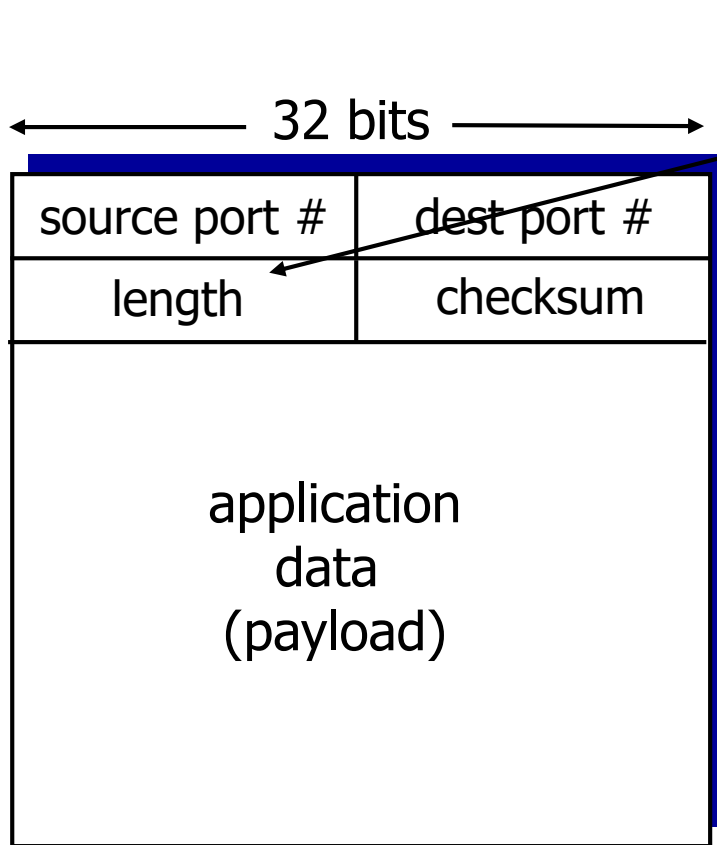 32 bits
source port #
dest port #
length
checksum
application
data
(payload)